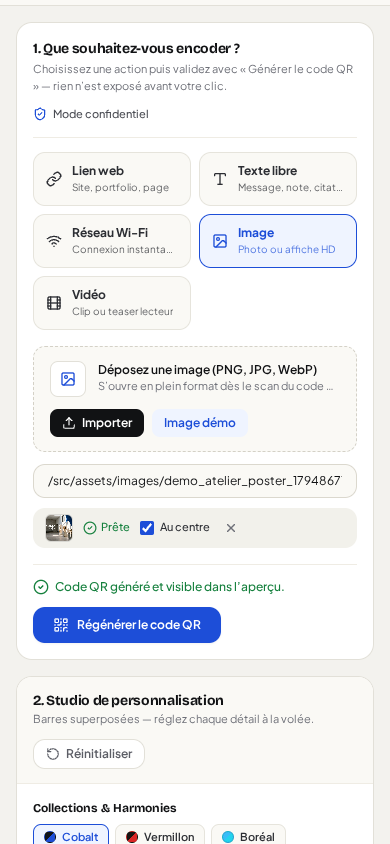 1. Que souhaitez-vous encoder ?
Choisissez une action puis validez avec « Générer le code QR
» — rien n'est exposé avant votre clic.
Mode confidentiel
Lien web
Site, portfolio, page
Texte libre
Message, note, citat…
Réseau Wi-Fi
Connexion instanta…
Image
Photo ou affiche HD
Vidéo
Clip ou teaser lecteur
Déposez une image (PNG, JPG, WebP)
S'ouvre en plein format dès le scan du code …
Importer
Image démo
/src/assets/images/demo_atelier_poster_1794867
Prête
Au centre
Code QR généré et visible dans l'aperçu.
Régénérer le code QR
2. Studio de personnalisation
Barres superposées — réglez chaque détail à la volée.
Réinitialiser
Collections & Harmonies
Cobalt
Vermillon
Boréal